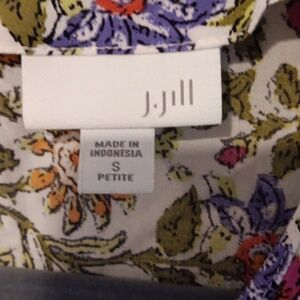 J.Jill
MADE IN
INDONESIA
S
PETITE